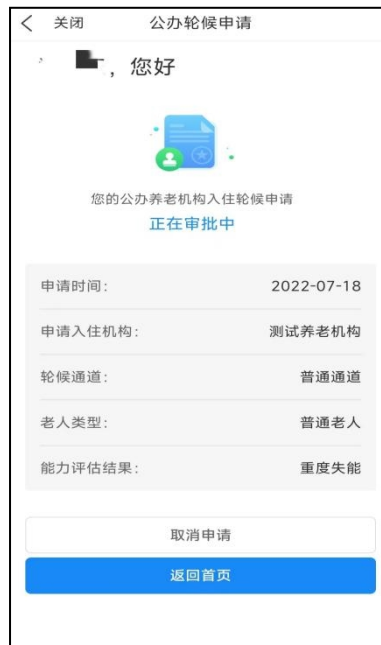 关闭 公办轮候申请
，您好
您的公办养老机构入住轮候申请
正在审批中
申请时间： 2022-07-18
申请入住机构： 测试养老机构
轮候通道： 普通通道
老人类型： 普通老人
能力评估结果： 重度失能
取消申请
返回首页